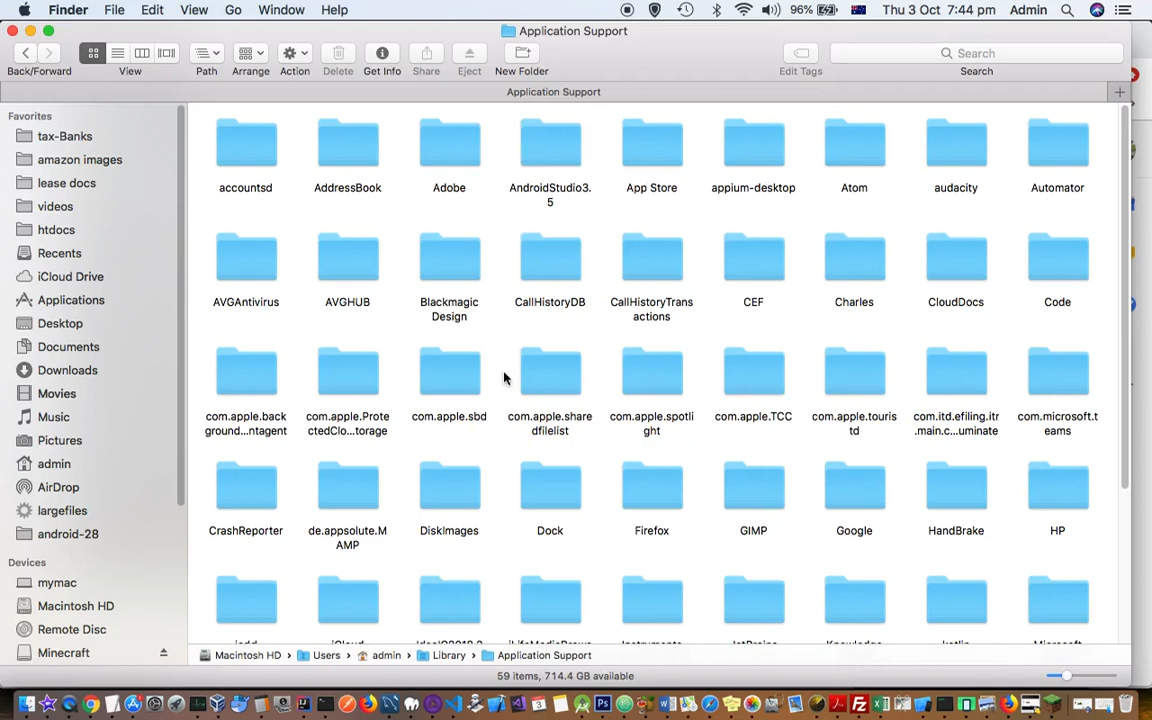 Finder File Edit View Go Window Help 96% Thu 3 Oct 7:44 pm Admin
Application Support
Search
Back/Forward View Path Arrange Action Delete Get Info Share Eject New Folder Edit Tags Search
Application Support
Favorites
tax-Banks
amazon images
lease docs
videos
htdocs
Recents
iCloud Drive
Applications
Desktop
Documents
Downloads
Movies
Music
Pictures
admin
AirDrop
largefiles
android-28
Devices
mymac
Macintosh HD
Remote Disc
Minecraft
accountsd AddressBook Adobe AndroidStudio3. App Store appium-desktop Atom audacity Automator
5
AVGAntivirus AVGHUB Blackmagic CallHistoryDB CallHistoryTrans CEF Charles CloudDocs Code
Design actions
com.apple.back com.apple.Prote com.apple.sbd com.apple.share com.apple.spotli com.apple.TCC com.apple.touris com.itd.efiling.itr com.microsoft.t
ground...ntagent ctedClo...torage dfilelist ght td .main.c...uminate eams
CrashReporter de.appsolute.M DiskImages Dock Firefox GIMP Google HandBrake HP
AMP
Macintosh HD Users admin Library Application Support
59 items, 714.4 GB available